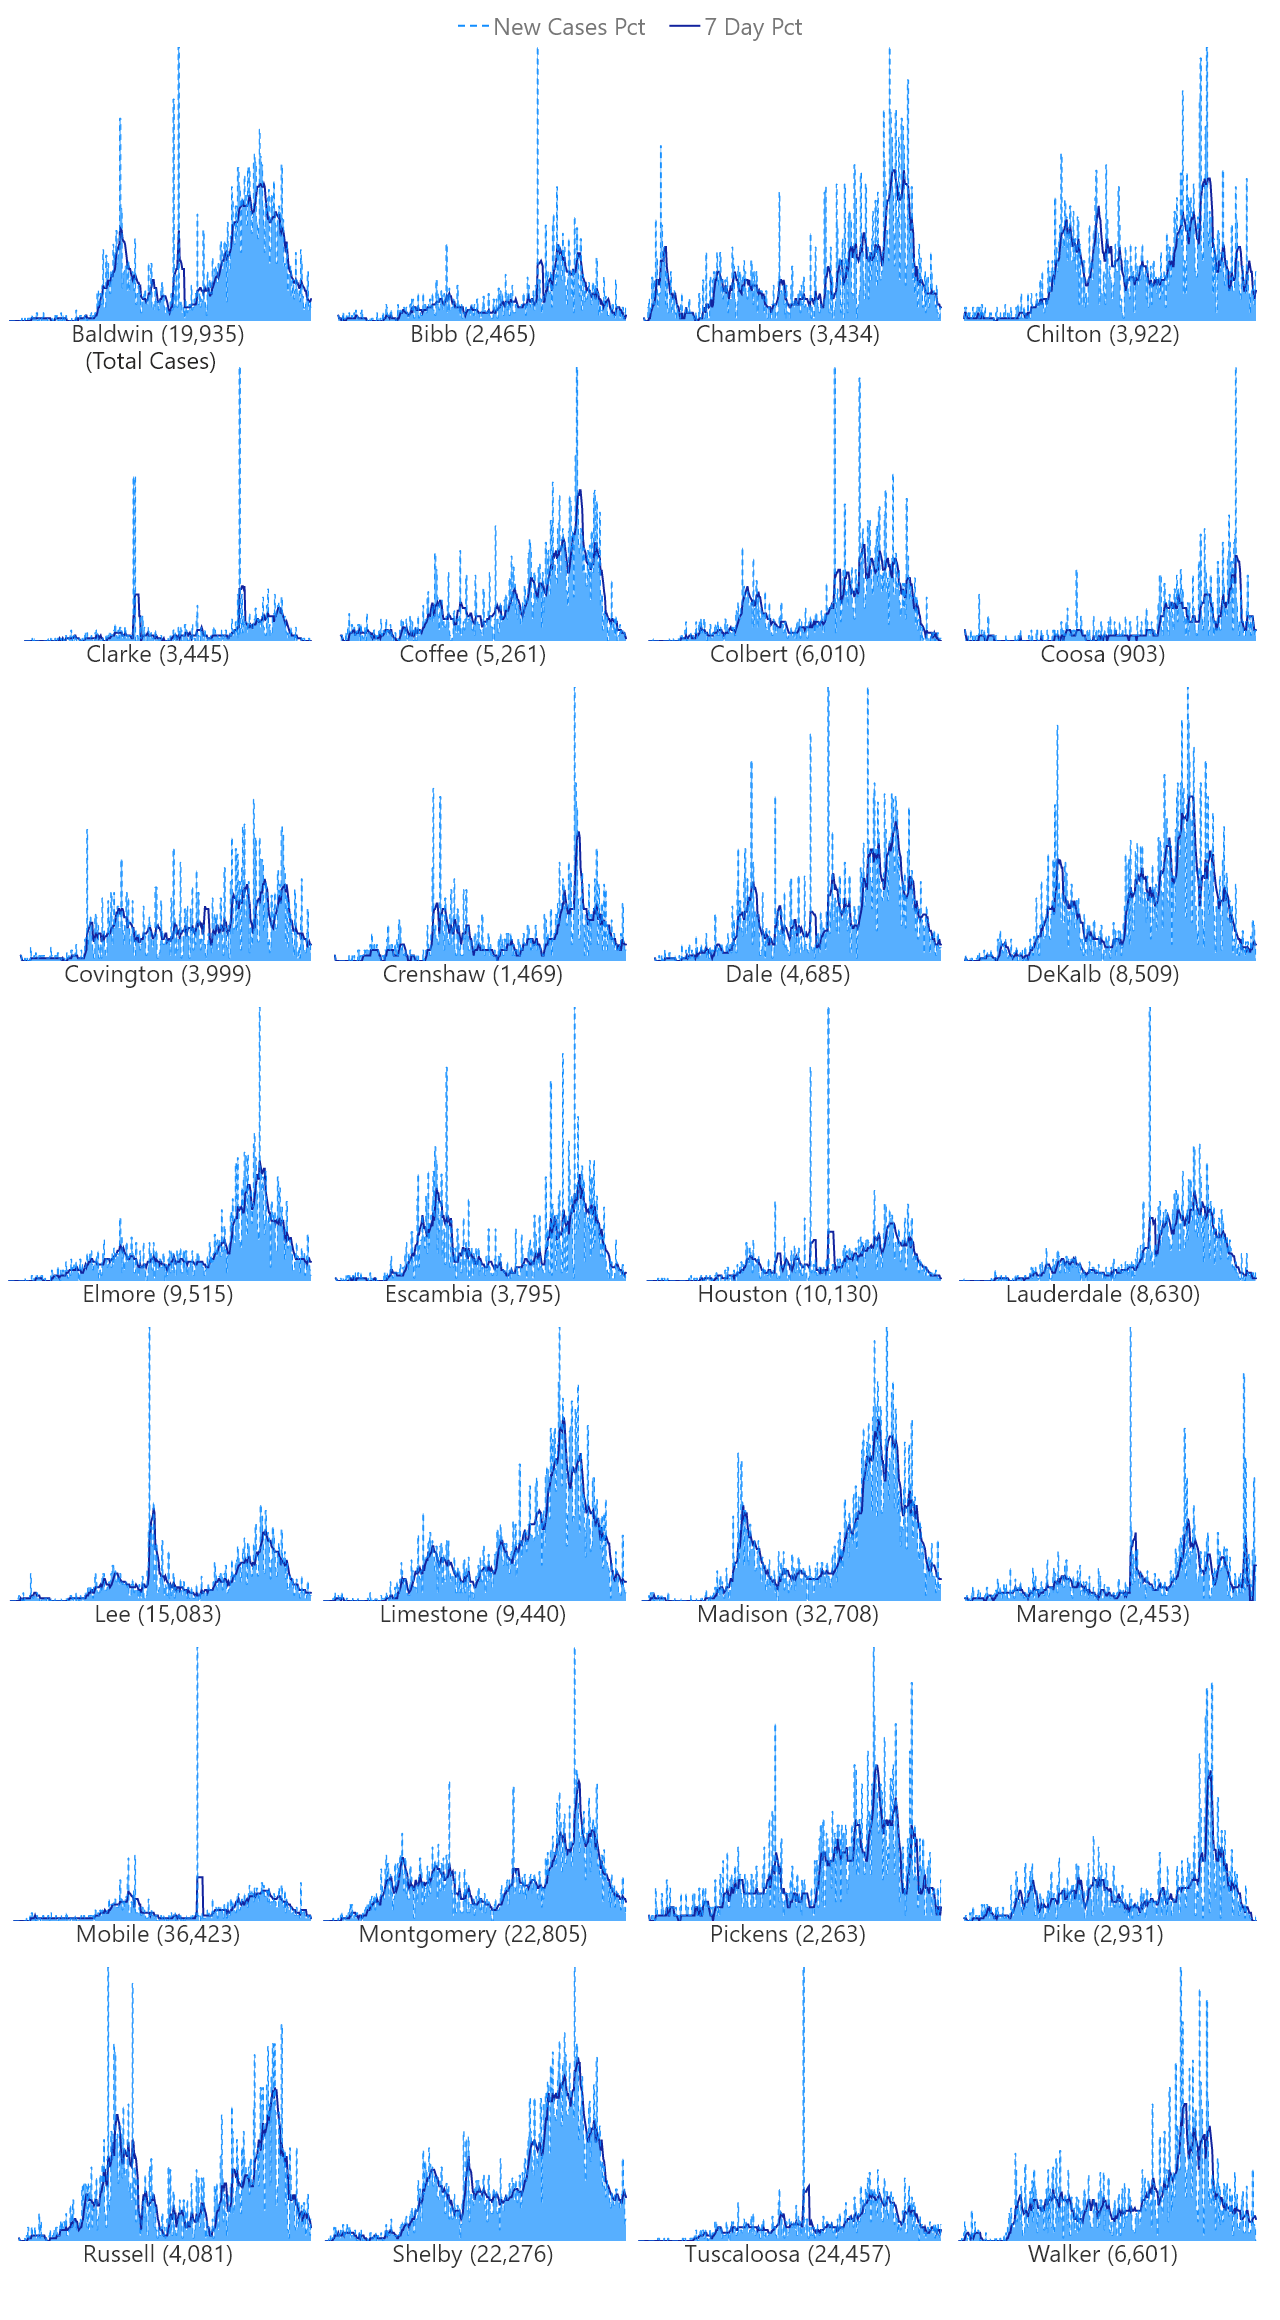 New Cases Pct 7 Day Pct
Baldwin (19,935) Bibb (2,465) Chambers (3,434) Chilton (3,922)
(Total Cases)
Clarke (3,445) Coffee (5,261) Colbert (6,010) Coosa (903)
Covington (3,999) Crenshaw (1,469) Dale (4,685) DeKalb (8,509)
Elmore (9,515) Escambia (3,795) Houston (10,130) Lauderdale (8,630)
Lee (15,083) Limestone (9,440) Madison (32,708) Marengo (2,453)
Mobile (36,423) Montgomery (22,805) Pickens (2,263) Pike (2,931)
Russell (4,081) Shelby (22,276) Tuscaloosa (24,457) Walker (6,601)